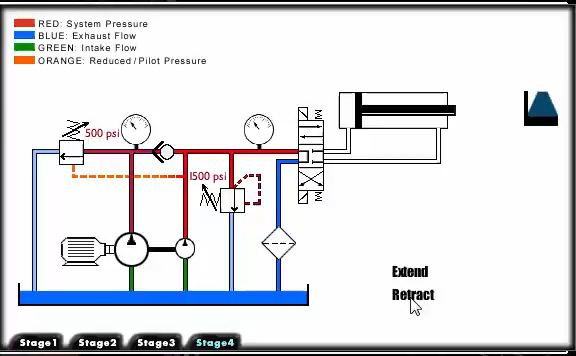 RED: System Pressure
BLUE: Exhaust Flow
GREEN: Intake Flow
ORANGE: Reduced/Pilot Pressure
500 psi
1500 psi
Extend
Retract
Stage1 Stage2 Stage3 Stage4